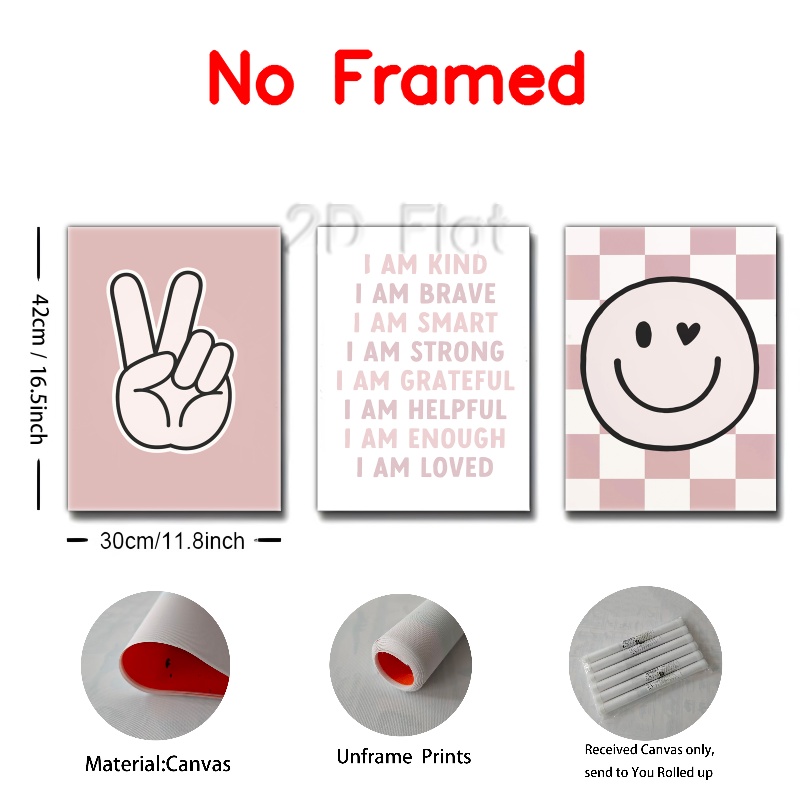 No Framed
2D Flat
I AM KIND
I AM BRAVE
I AM SMART
I AM STRONG
I AM GRATEFUL
I AM HELPFUL
I AM ENOUGH
I AM LOVED
42cm / 16.5inch
30cm/11.8inch
Material:Canvas
Unframe Prints
Received Canvas only,
send to You Rolled up